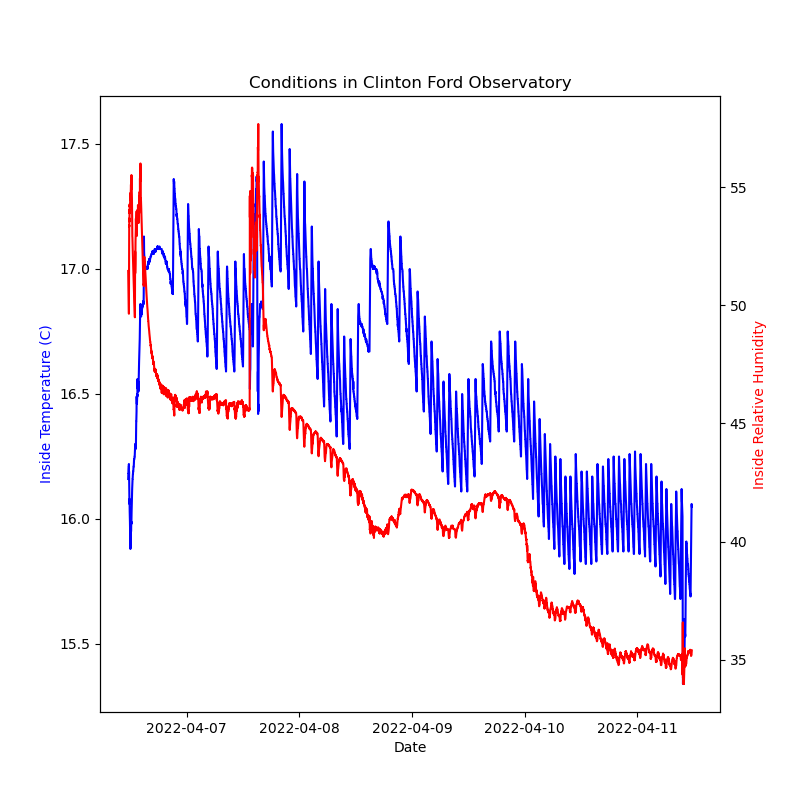 Conditions in Clinton Ford Observatory
17.5
17.0
16.5
16.0
15.5
Inside Temperature (C)
55
50
45
40
35
Inside Relative Humidity
2022-04-07 2022-04-08 2022-04-09 2022-04-10 2022-04-11
Date